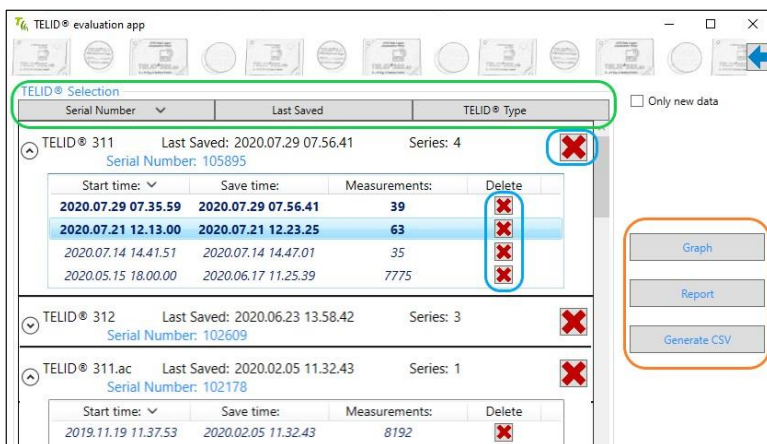 TELID® evaluation app
TELID® Selection
Serial Number Last Saved TELID® Type
Only new data
TELID® 311 Last Saved: 2020.07.29 07.56.41 Series: 4
Serial Number: 105895
Start time: Save time: Measurements: Delete
2020.07.29 07.35.59 2020.07.29 07.56.41 39
2020.07.21 12.13.00 2020.07.21 12.23.25 63
2020.07.14 14.41.51 2020.07.14 14.47.01 35
2020.05.15 18.00.00 2020.06.17 11.25.39 7775
Graph
Report
Generate CSV
TELID® 312 Last Saved: 2020.06.23 13.58.42 Series: 3
Serial Number: 102609
TELID® 311.ac Last Saved: 2020.02.05 11.32.43 Series: 1
Serial Number: 102178
Start time: Save time: Measurements: Delete
2019.11.19 11.37.53 2020.02.05 11.32.43 8192